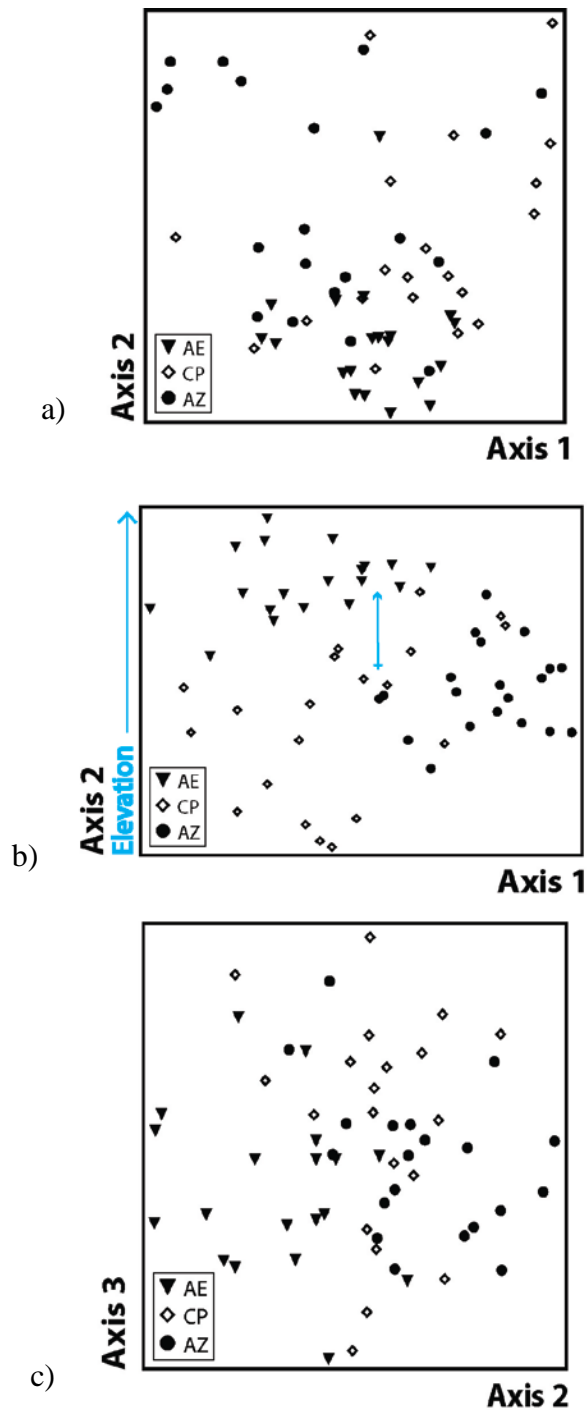 Axis 2
AE
CP
AZ
a)
Axis 1
Axis 2
Elevation
AE
CP
AZ
b)
Axis 1
Axis 3
AE
CP
AZ
c)
Axis 2